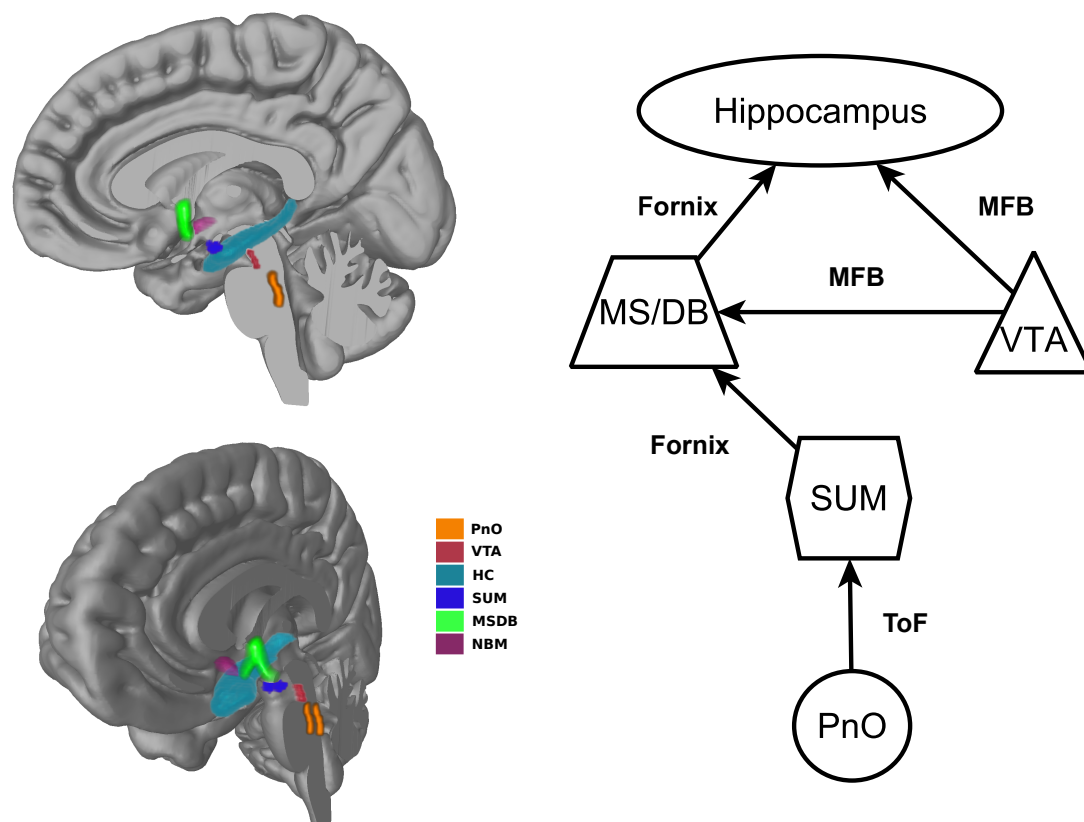 Hippocampus
Fornix
MFB
MFB
MS/DB
VTA
Fornix
SUM
PnO
VTA
HC
SUM
MSDB
NBM
ToF
PnO